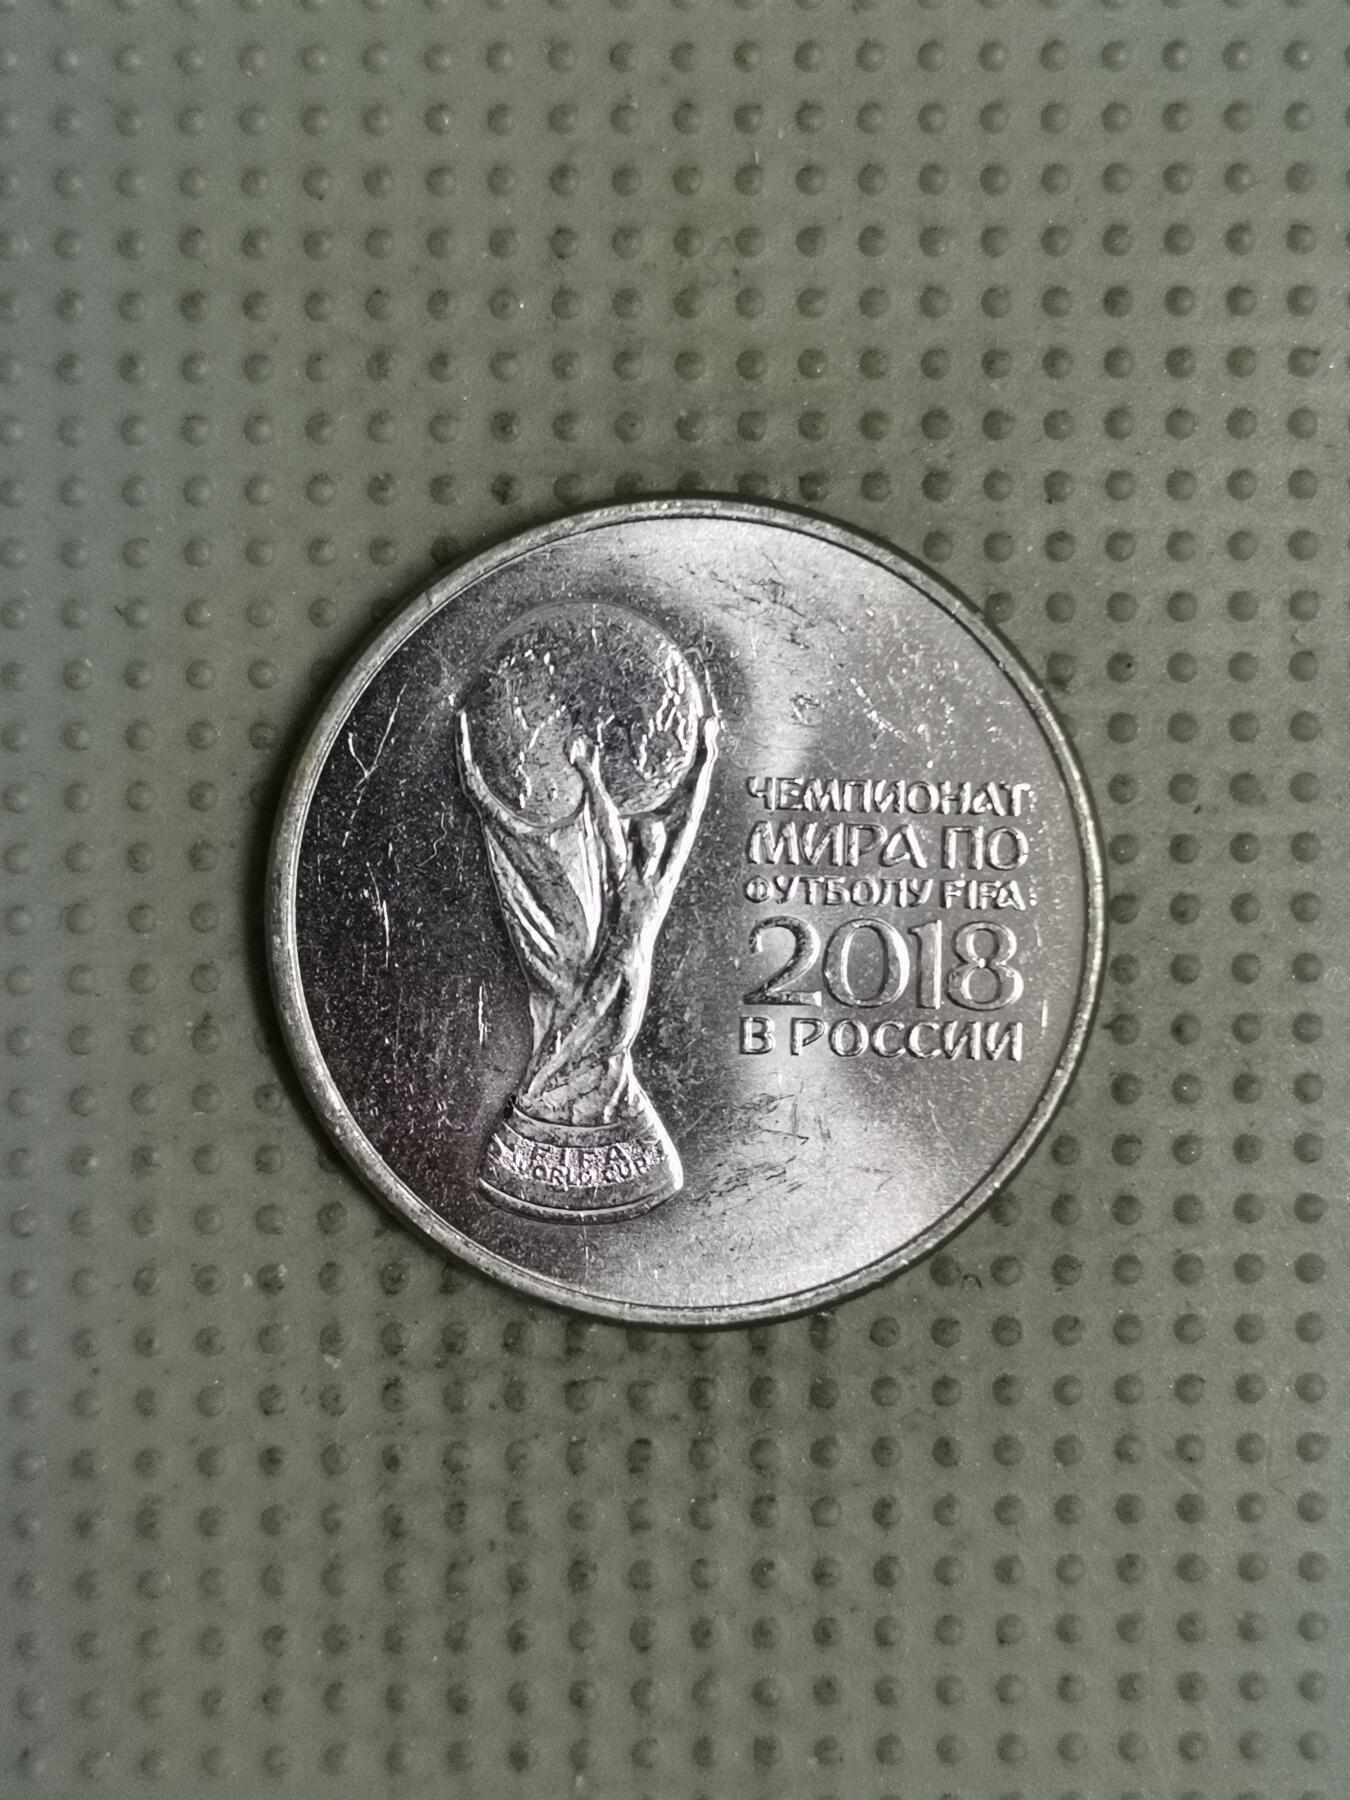 FIFA
WORLD CUP
ЧЕМПИОНАТ
МИРА ПО
ФУТБОЛУ FIFA
2018
В РОССИИ